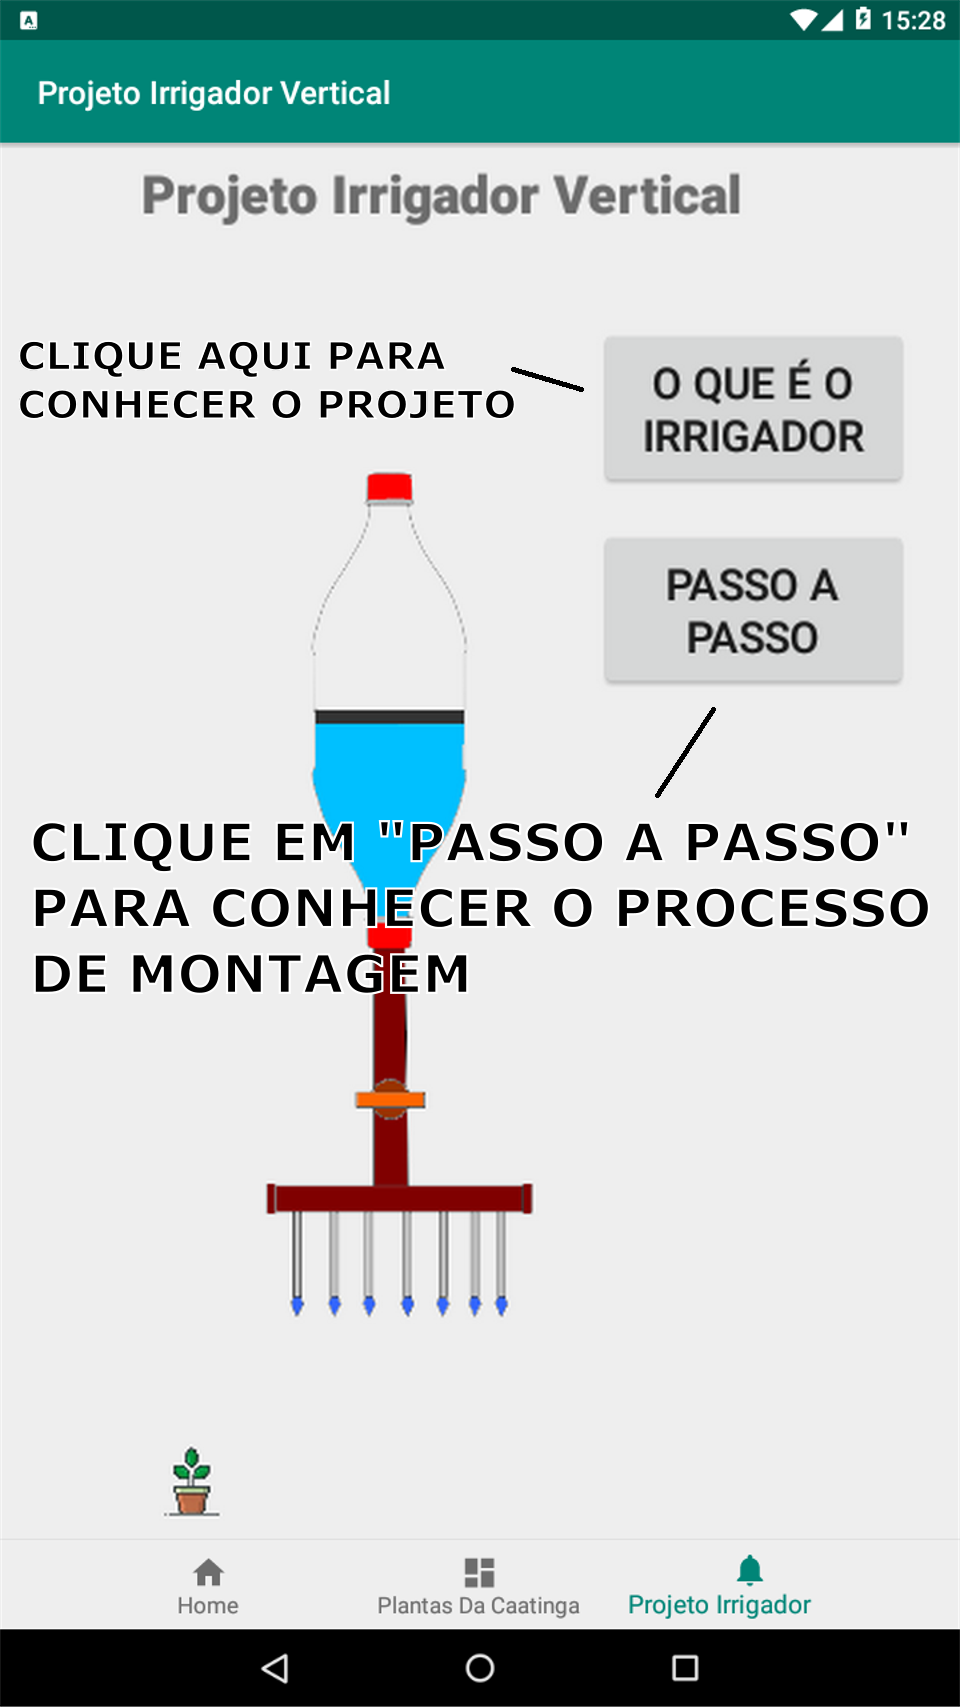 15:28
Projeto Irrigador Vertical
Projeto Irrigador Vertical
CLIQUE AQUI PARA
CONHECER O PROJETO
O QUE É O
IRRIGADOR
PASSO A
PASSO
CLIQUE EM "PASSO A PASSO"
PARA CONHECER O PROCESSO
DE MONTAGEM
Home
Plantas Da Caatinga
Projeto Irrigador